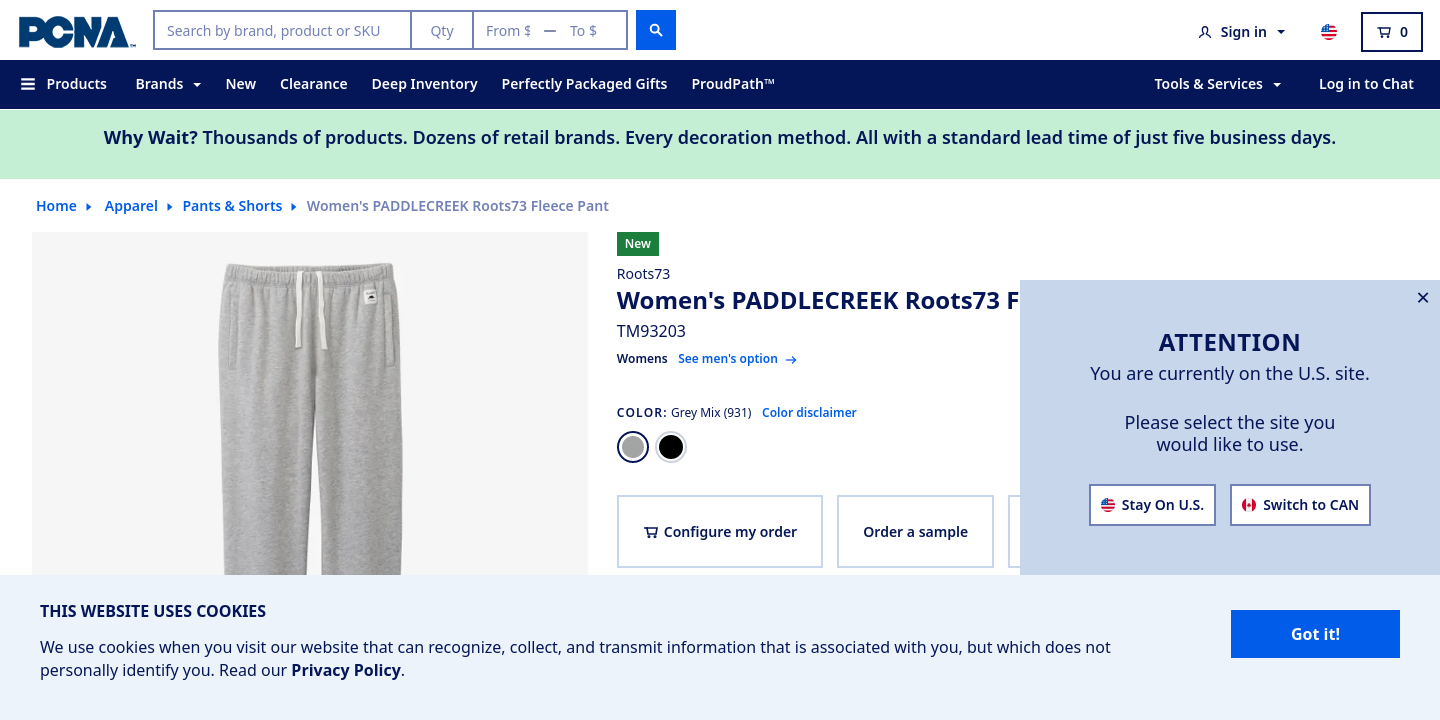 PCNA™
Search by brand, product or SKU
Qty
From $ — To $
Sign in
0
Products
Brands
New
Clearance
Deep Inventory
Perfectly Packaged Gifts
ProudPath™
Tools & Services
Log in to Chat
Why Wait? Thousands of products. Dozens of retail brands. Every decoration method. All with a standard lead time of just five business days.
Home
Apparel
Pants & Shorts
Women's PADDLECREEK Roots73 Fleece Pant
New
Roots73
Women's PADDLECREEK Roots73 F
TM93203
Womens See men's option
COLOR: Grey Mix (931) Color disclaimer
Configure my order
Order a sample
ATTENTION
You are currently on the U.S. site.
Please select the site you
would like to use.
Stay On U.S.
Switch to CAN
THIS WEBSITE USES COOKIES
We use cookies when you visit our website that can recognize, collect, and transmit information that is associated with you, but which does not
personally identify you. Read our Privacy Policy.
Got it!